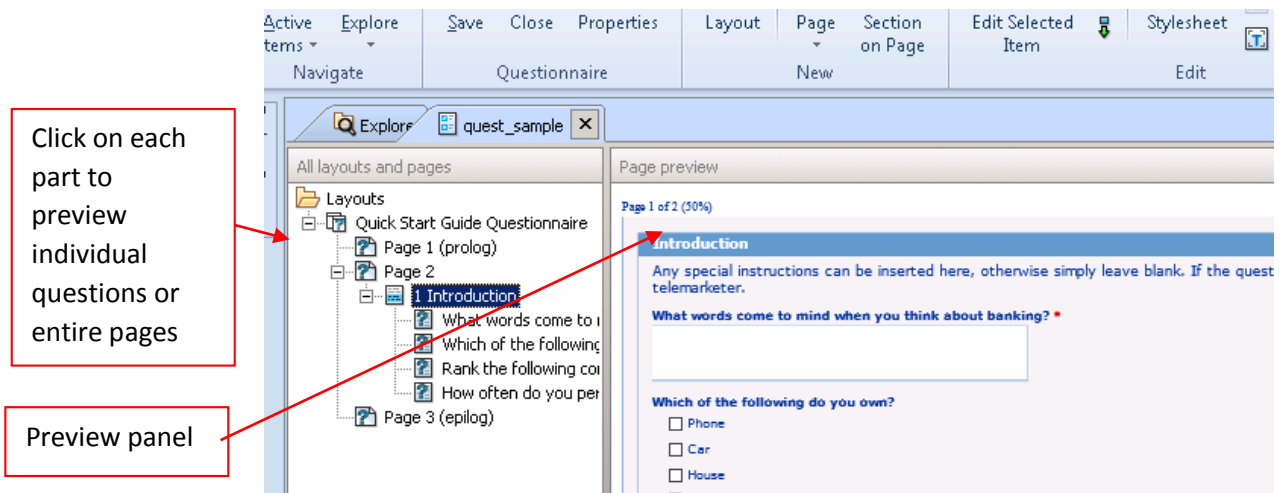 Active Explore Save Close Properties Layout Page Section Edit Selected Stylesheet
tems on Page Item
Navigate Questionnaire New Edit
Click on each
part to
preview
individual
questions or
entire pages
Preview panel
Explore quest_sample
All layouts and pages
Layouts
Quick Start Guide Questionnaire
Page 1 (prolog)
Page 2
1 Introduction
What words come to
Which of the following
Rank the following
How often do you per
Page 3 (epilog)
Page preview
Page 1 of 2 (50%)
Introduction
Any special instructions can be inserted here, otherwise simply leave blank. If the quest
telemarketer.
What words come to mind when you think about banking? *
Which of the following do you own?
Phone
Car
House